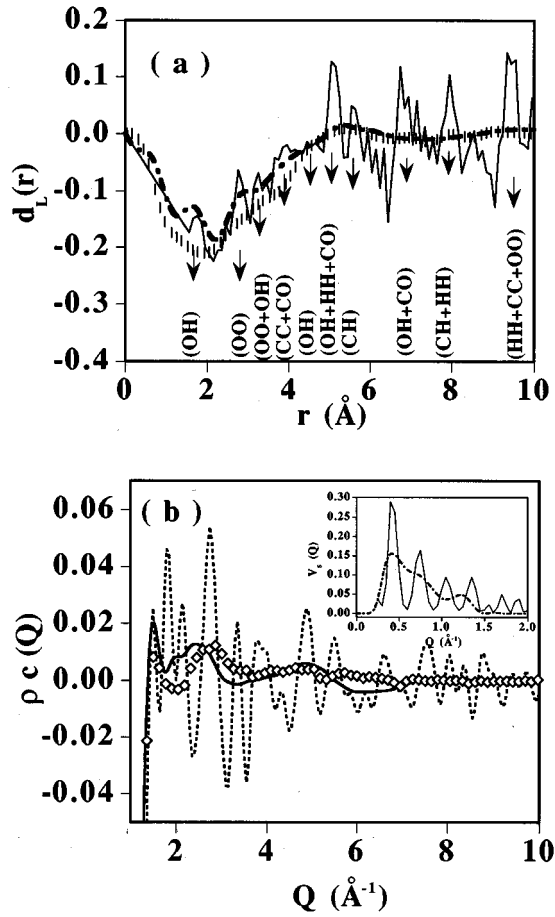 ( a )
0.2
0.1
0.0
-0.1
-0.2
-0.3
-0.4
d_L(r)
(OH)
(OO)
(OO+OH)
(CC+CO)
(OH)
(OH+HH+CO)
(CH)
(OH+CO)
(CH+HH)
(HH+CC+OO)
0 2 4 6 8 10
r (Å)
( b )
0.06
0.04
0.02
0.00
-0.02
-0.04
ρ c (Q)
0.30
0.25
0.20
0.15
0.10
0.05
0.00
V_s (Q)
0.0 0.5 1.0 1.5 2.0
Q (Å⁻¹)
2 4 6 8 10
Q (Å⁻¹)